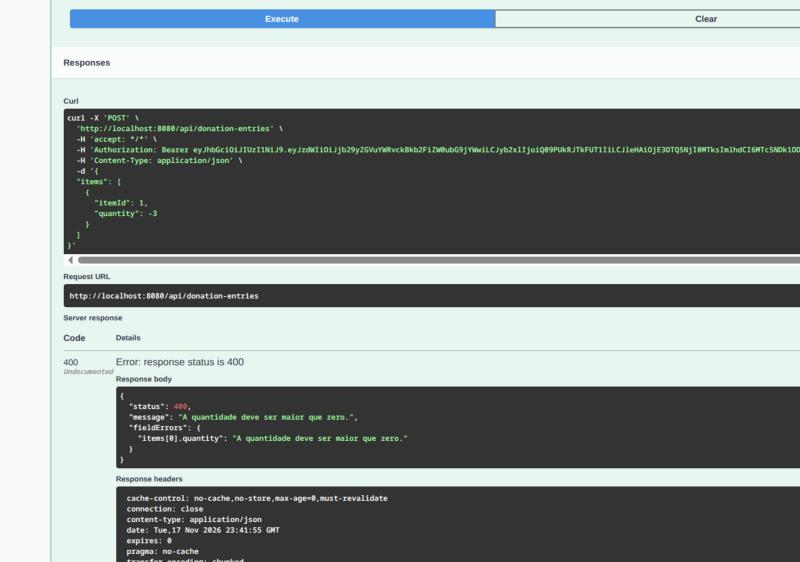 Execute
Clear
Responses
Curl
curl -X 'POST' \
'http://localhost:8080/api/donation-entries' \
-H 'accept: */*' \
-H 'Authorization: Bearer
-H 'Content-Type: application/json' \
-d '{
"items": [
{
"itemId": 1,
"quantity": -3
}
]
}'
Request URL
http://localhost:8080/api/donation-entries
Server response
Code
Details
400
Undocumented
Error: response status is 400
Response body
{
"status": 400,
"message": "A quantidade deve ser maior que zero.",
"fieldErrors": {
"items[0].quantity": "A quantidade deve ser maior que zero."
}
}
Response headers
cache-control: no-cache,no-store,max-age=0,must-revalidate
connection: close
content-type: application/json
date: Tue,17 Nov 2026 23:41:55 GMT
expires: 0
pragma: no-cache
transfer-encoding: chunked